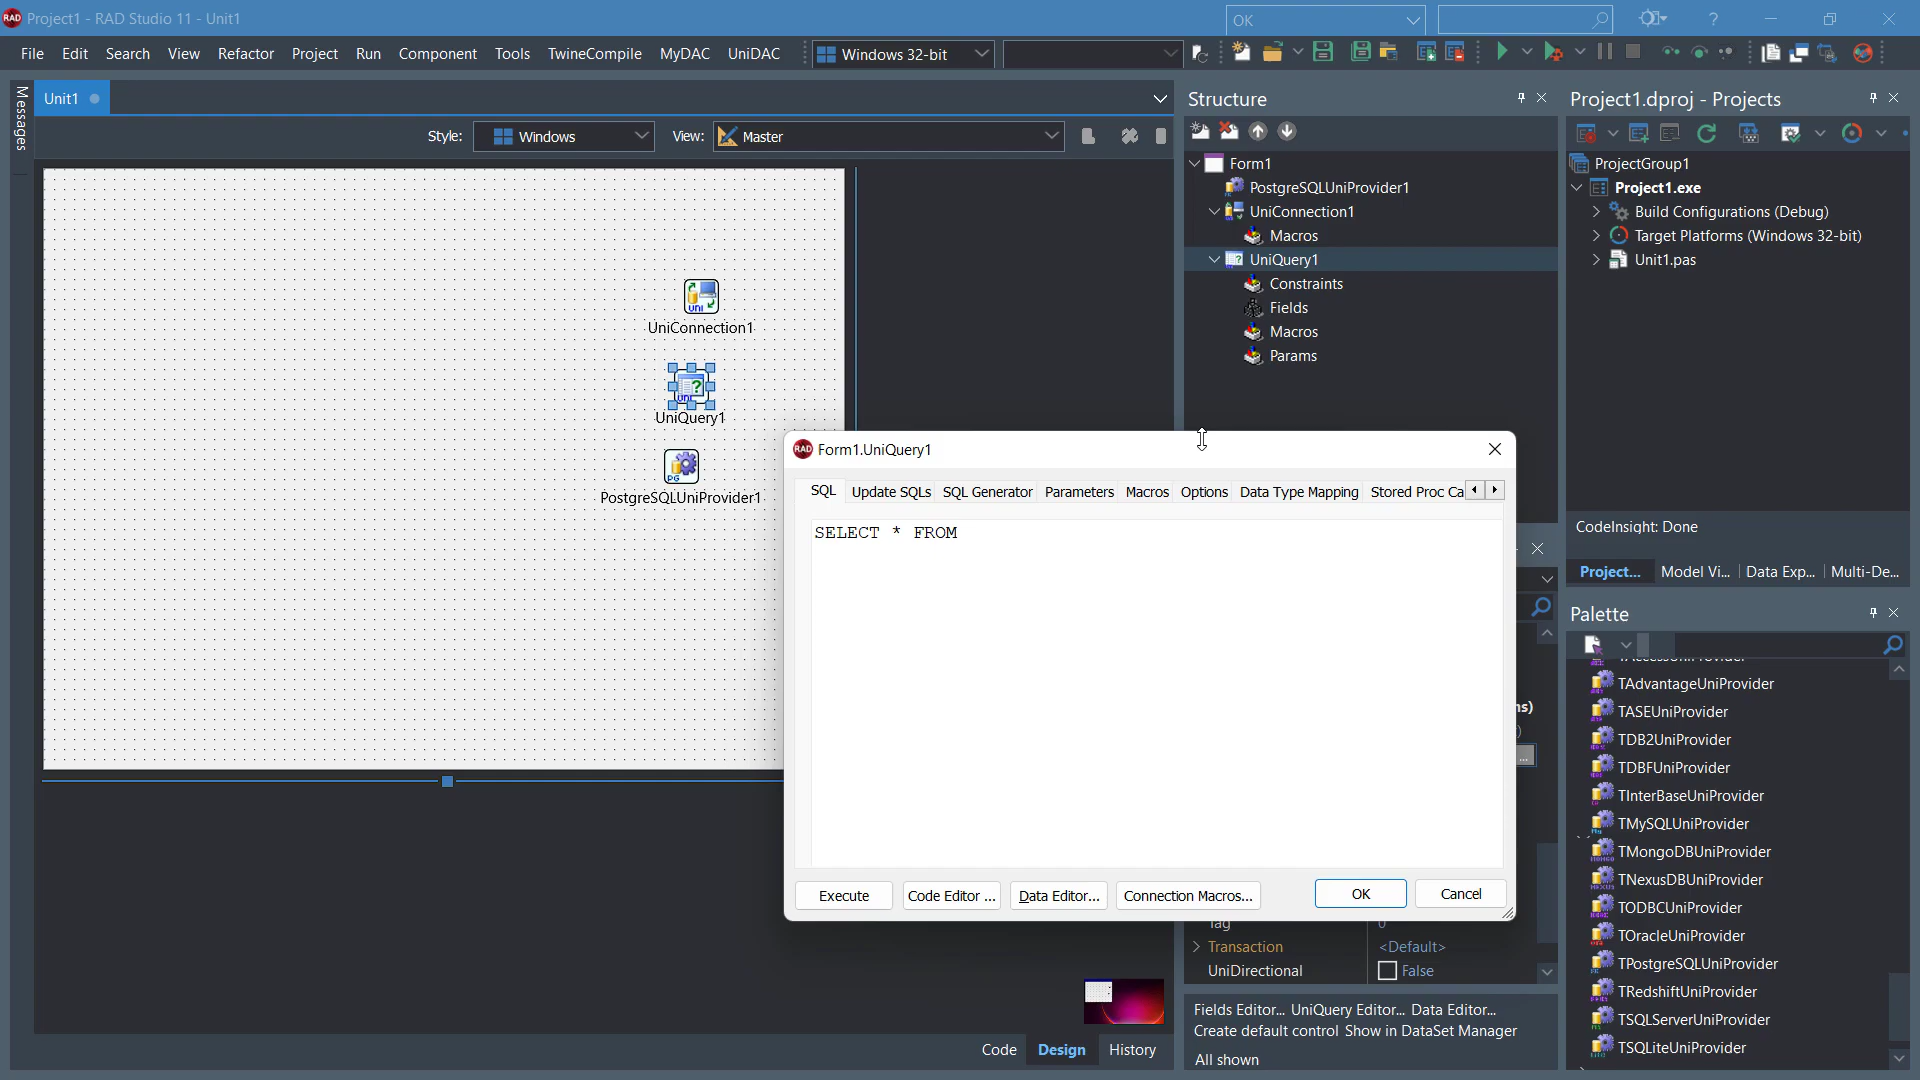 Project1 - RAD Studio 11 - Unit1
OK
File Edit Search View Refactor Project Run Component Tools TwineCompile MyDAC UniDAC
Windows 32-bit
Messages
Unit1
Style: Windows View: Master
UniConnection1
UniQuery1
PostgreSQLUniProvider1
Structure
Form1
PostgreSQLUniProvider1
UniConnection1
Macros
UniQuery1
Constraints
Fields
Macros
Params
Project1.dproj - Projects
ProjectGroup1
Project1.exe
Build Configurations (Debug)
Target Platforms (Windows 32-bit)
Unit1.pas
CodeInsight: Done
Project... Model Vi... Data Exp... Multi-De...
Form1.UniQuery1
SQL Update SQLs SQL Generator Parameters Macros Options Data Type Mapping Stored Proc Ca
SELECT * FROM
Execute Code Editor ... Data Editor... Connection Macros... OK Cancel
Tag 0
Transaction <Default>
UniDirectional False
Fields Editor... UniQuery Editor... Data Editor...
Create default control Show in DataSet Manager
All shown
Code Design History
Palette
TAdvantageUniProvider
TASEUniProvider
TDB2UniProvider
TDBFUniProvider
TInterBaseUniProvider
TMySQLUniProvider
TMongoDBUniProvider
TNexusDBUniProvider
TODBCUniProvider
TOracleUniProvider
TPostgreSQLUniProvider
TRedshiftUniProvider
TSQLServerUniProvider
TSQLiteUniProvider